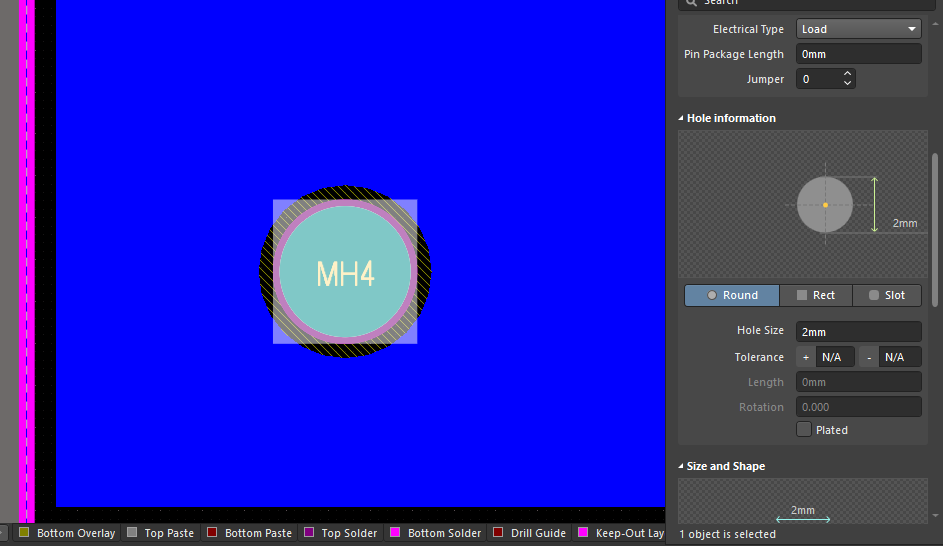 Search
Electrical Type Load
Pin Package Length 0mm
Jumper 0
Hole information
2mm
Round Rect Slot
Hole Size 2mm
Tolerance + N/A - N/A
Length 0mm
Rotation 0.000
Plated
Size and Shape
2mm
1 object is selected
MH4
Bottom Overlay Top Paste Bottom Paste Top Solder Bottom Solder Drill Guide Keep-Out Lay